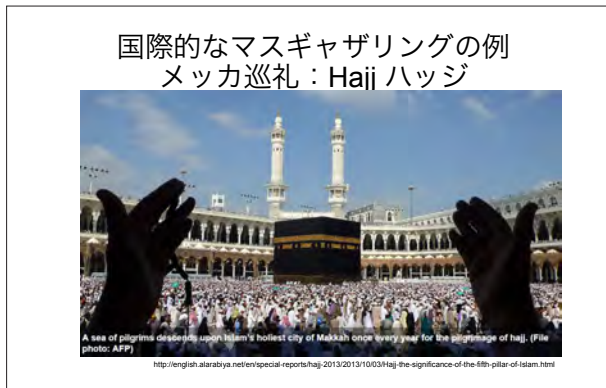 国際的なマスギャザリングの例
メッカ巡礼：Hajj ハッジ
A sea of pilgrims descends upon Islam's holiest city of Makkah once every year for the pilgrimage of hajj. (File
photo: AFP)
http://english.alarabiya.net/en/special-reports/hajj-2013/2013/10/03/Hajj-the-significance-of-the-fifth-pillar-of-Islam.html